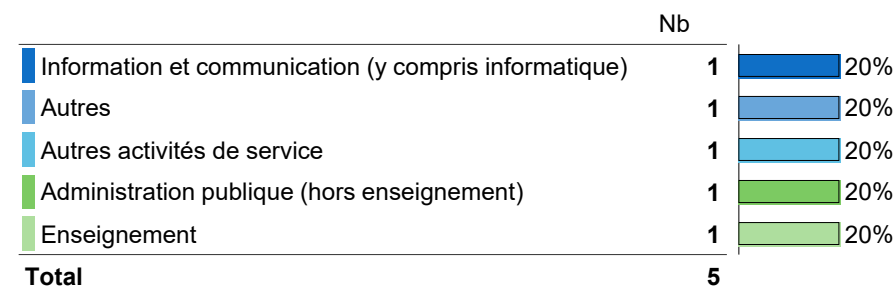 Nb
Information et communication (y compris informatique) 1 20%
Autres 1 20%
Autres activités de service 1 20%
Administration publique (hors enseignement) 1 20%
Enseignement 1 20%
Total 5